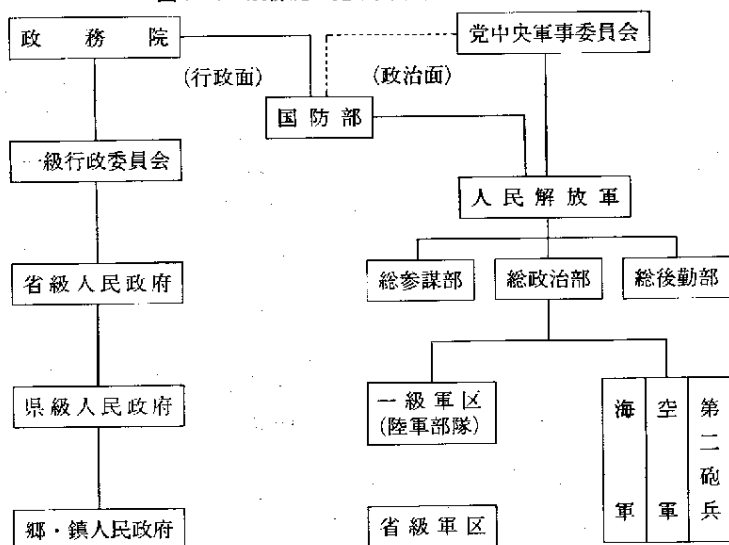 政務院
党中央軍事委員会
(行政面)
(政治面)
国防部
一級行政委員会
人民解放軍
省級人民政府
総参謀部
総政治部
総後勤部
県級人民政府
一級軍区
(陸軍部隊)
海軍
空軍
第二砲兵
郷・鎮人民政府
省級軍区